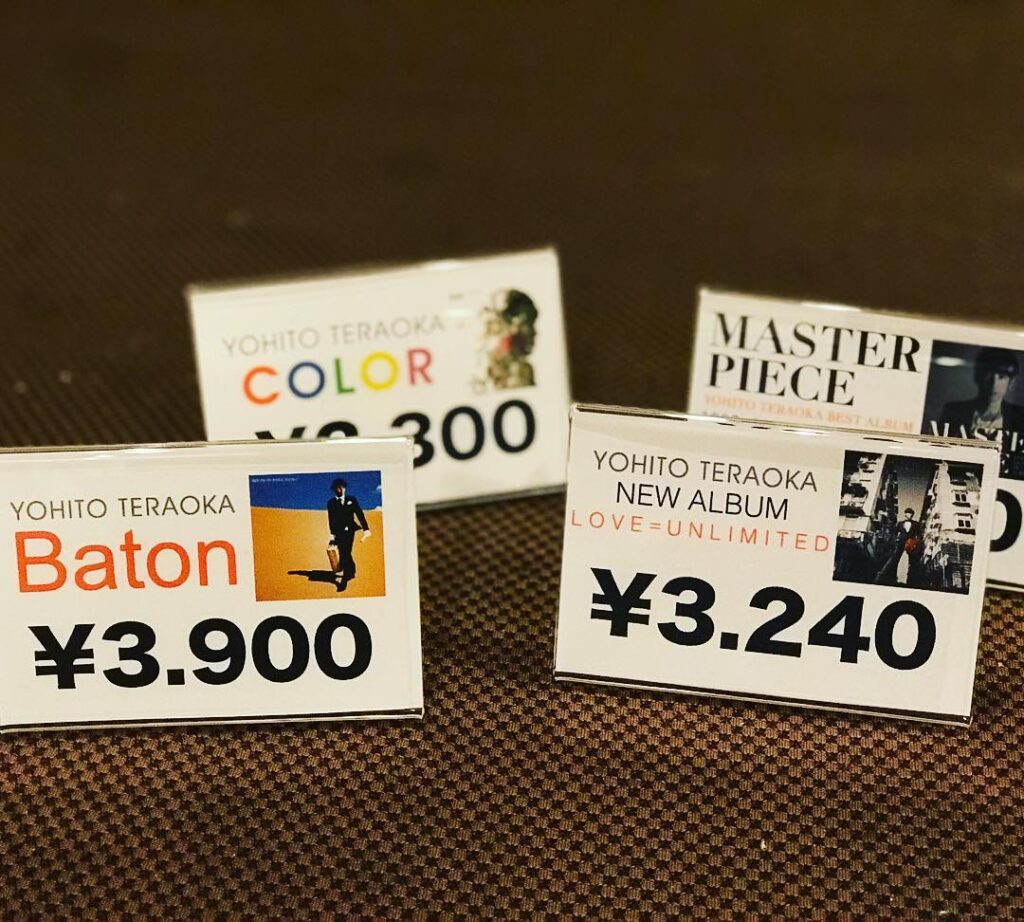 YOHITO TERAOKA
COLOR
300
MASTER
PIECE
YOHITO TERAOKA BEST ALBUM
YOHITO TERAOKA
Baton
¥3.900
YOHITO TERAOKA
NEW ALBUM
LOVE=UNLIMITED
¥3.240